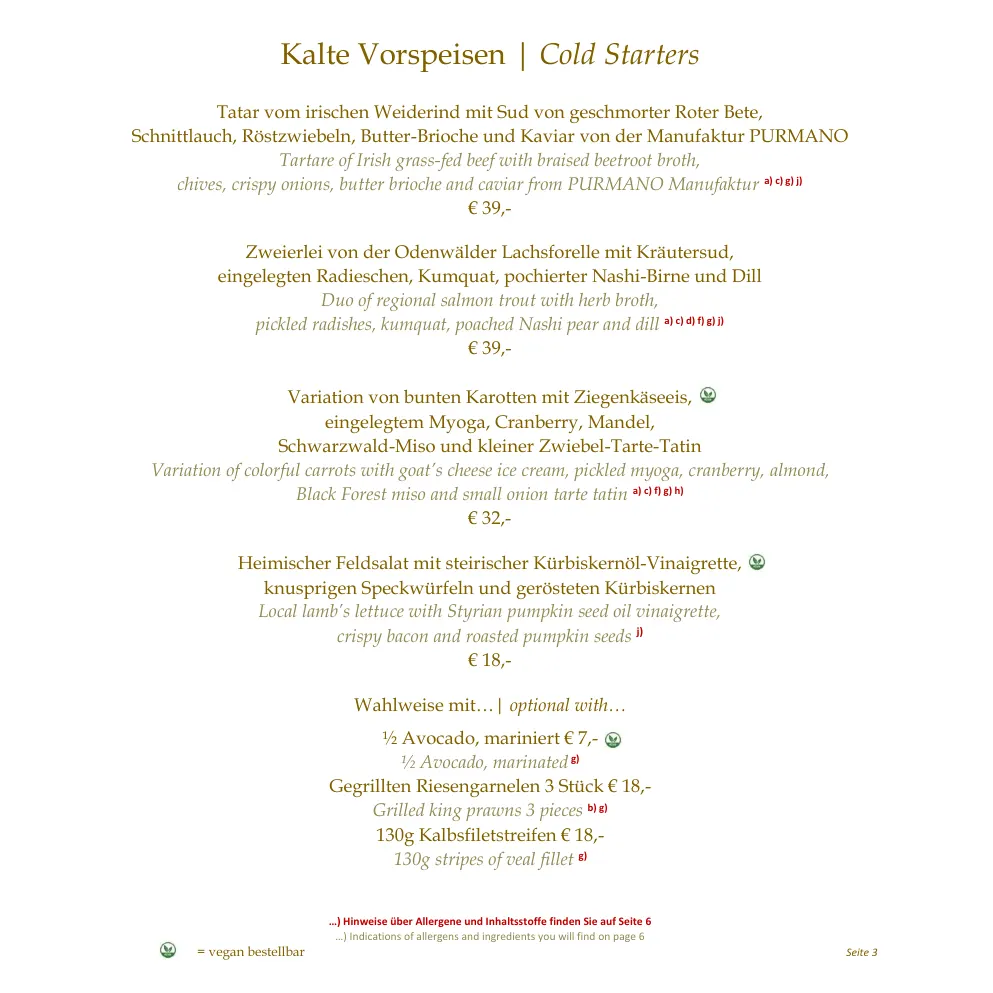 Kalte Vorspeisen | Cold Starters
Tatar vom irischen Weiderind mit Sud von geschmorter Roter Bete,
Schnittlauch, Röstzwiebeln, Butter-Brioche und Kaviar von der Manufaktur PURMANO
Tartare of Irish grass-fed beef with braised beetroot broth,
chives, crispy onions, butter brioche and caviar from PURMANO Manufaktur a) c) g) j)
€ 39,-
Zweierlei von der Odenwälder Lachsforelle mit Kräutersud,
eingelegten Radieschen, Kumquat, pochierter Nashi-Birne und Dill
Duo of regional salmon trout with herb broth,
pickled radishes, kumquat, poached Nashi pear and dill a) c) d) f) g) j)
€ 39,-
Variation von bunten Karotten mit Ziegenkäseeis,
eingelegtem Myoga, Cranberry, Mandel,
Schwarzwald-Miso und kleiner Zwiebel-Tarte-Tatin
Variation of colorful carrots with goat's cheese ice cream, pickled myoga, cranberry, almond,
Black Forest miso and small onion tarte tatin a) c) f) g) h)
€ 32,-
Heimischer Feldsalat mit steirischer Kürbiskernöl-Vinaigrette,
knusprigen Speckwürfeln und gerösteten Kürbiskernen
Local lamb's lettuce with Styrian pumpkin seed oil vinaigrette,
crispy bacon and roasted pumpkin seeds j)
€ 18,-
Wahlweise mit…| optional with…
½ Avocado, mariniert € 7,-
½ Avocado, marinated g)
Gegrillten Riesengarnelen 3 Stück € 18,-
Grilled king prawns 3 pieces b) g)
130g Kalbsfiletstreifen € 18,-
130g stripes of veal fillet g)
…) Hinweise über Allergene und Inhaltsstoffe finden Sie auf Seite 6
…) Indications of allergens and ingredients you will find on page 6
= vegan bestellbar
Seite 3